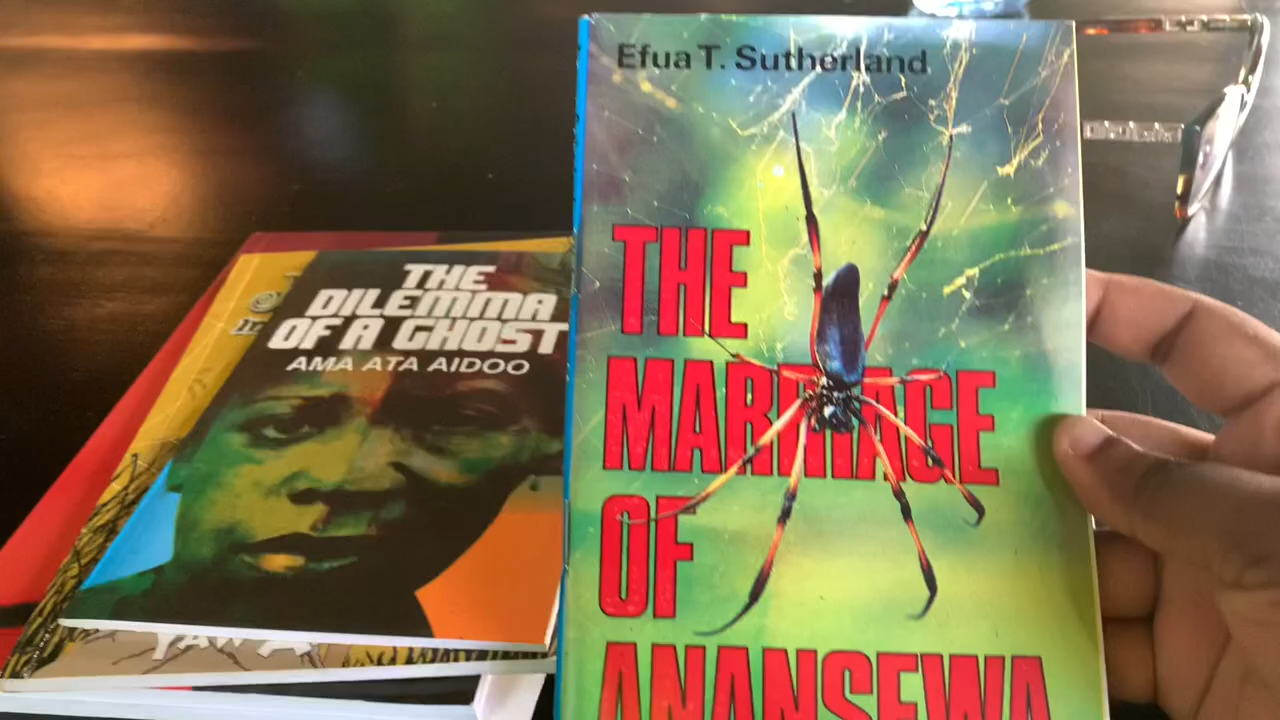 Efua T. Sutherland
THE
MARRIAGE
OF
ANANSEWA
THE
DILEMMA
OF A GHOST
AMA ATA AIDOO